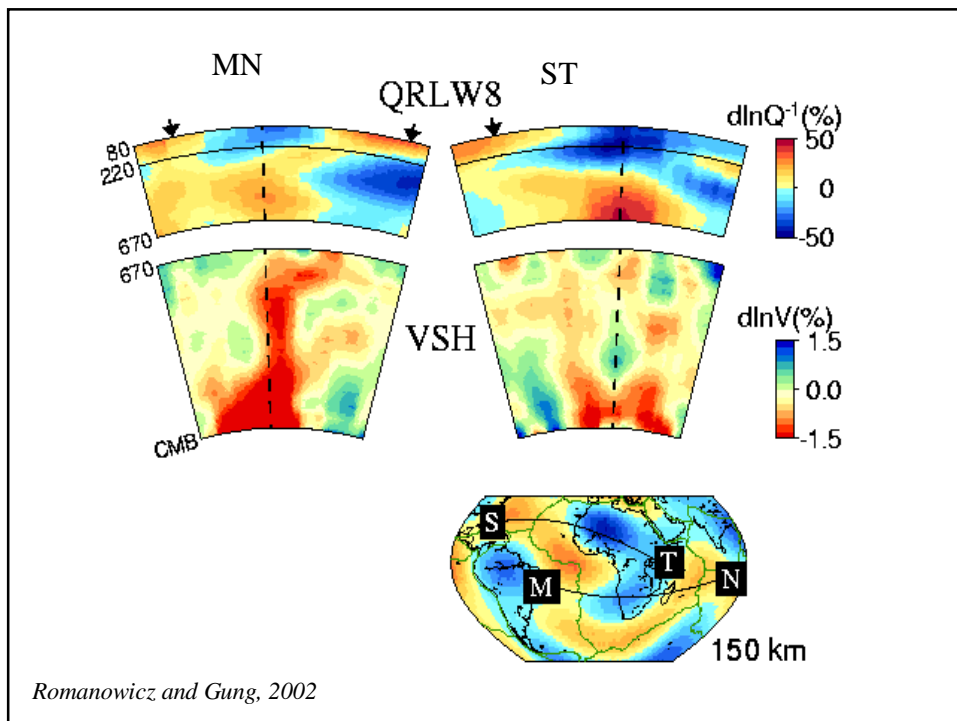 MN
ST
QRLW8
dlnQ⁻¹(%)
50
0
-50
80
220
670
670
CMB
VSH
dlnV(%)
1.5
0.0
-1.5
S
M
T
N
150 km
Romanowicz and Gung, 2002